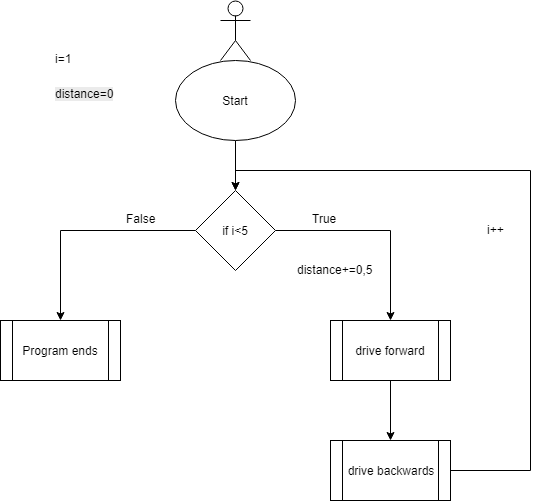 i=1
distance=0
Start
if i<5
False
True
i++
distance+=0,5
Program ends
drive forward
drive backwards